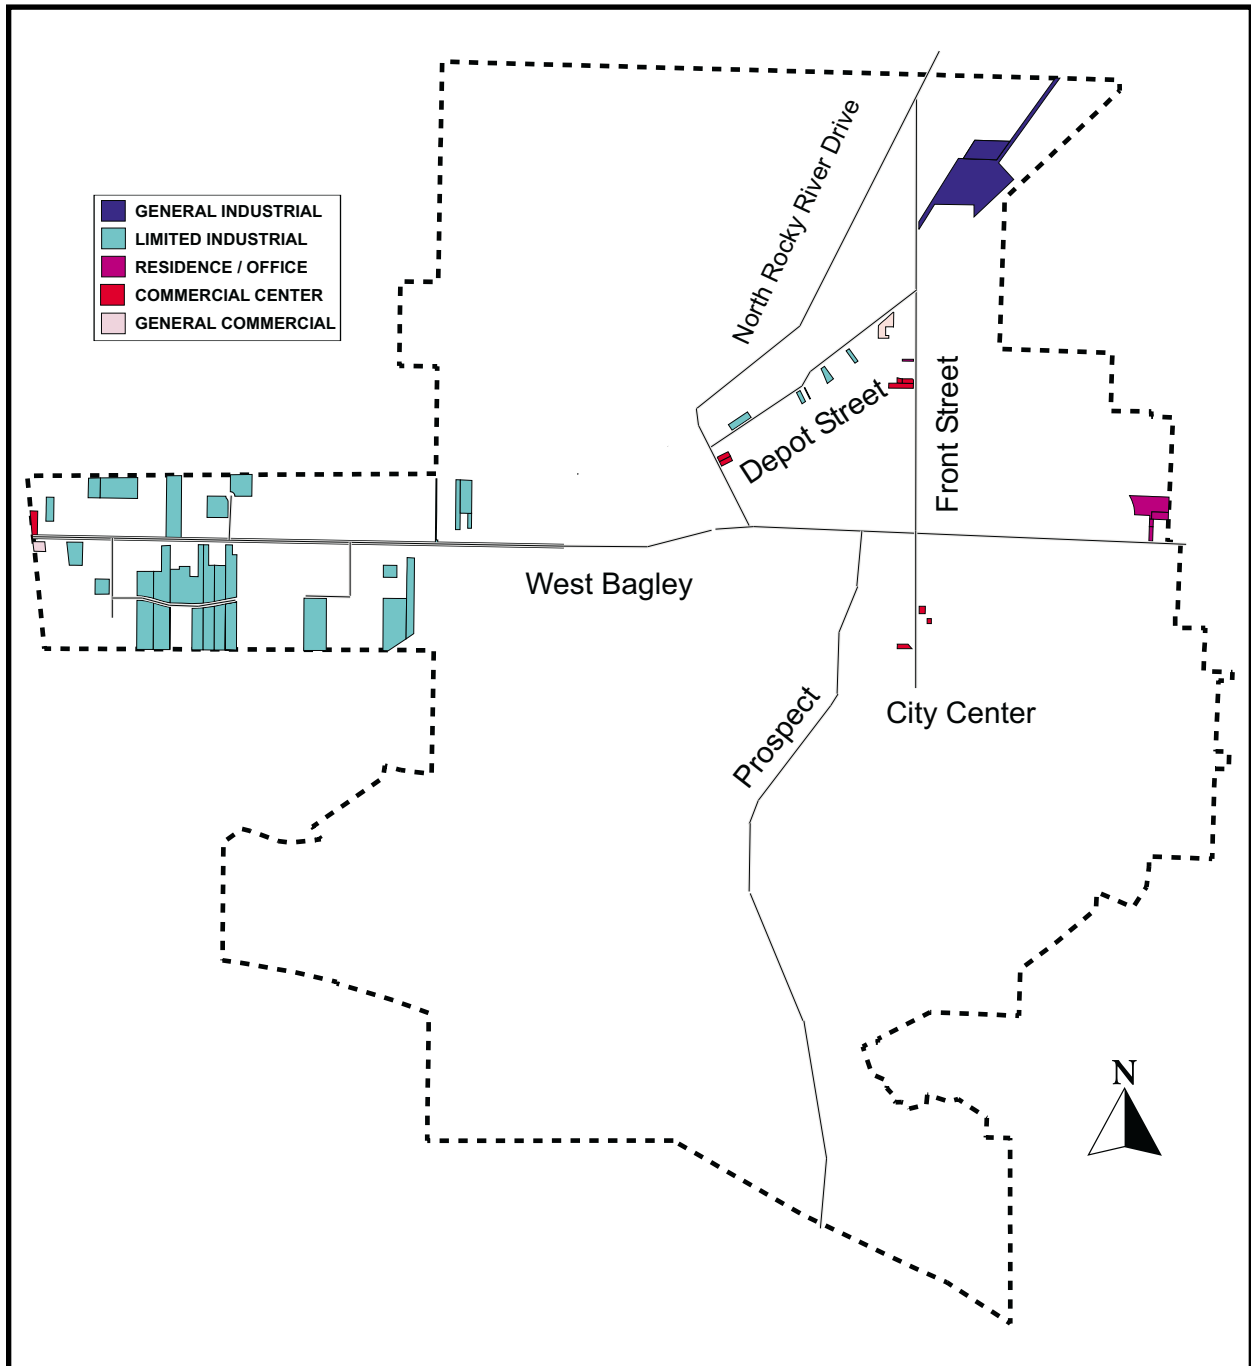 North Rocky River Drive
GENERAL INDUSTRIAL
LIMITED INDUSTRIAL
RESIDENCE / OFFICE
COMMERCIAL CENTER
GENERAL COMMERCIAL
Depot Street
Front Street
West Bagley
City Center
Prospect
N